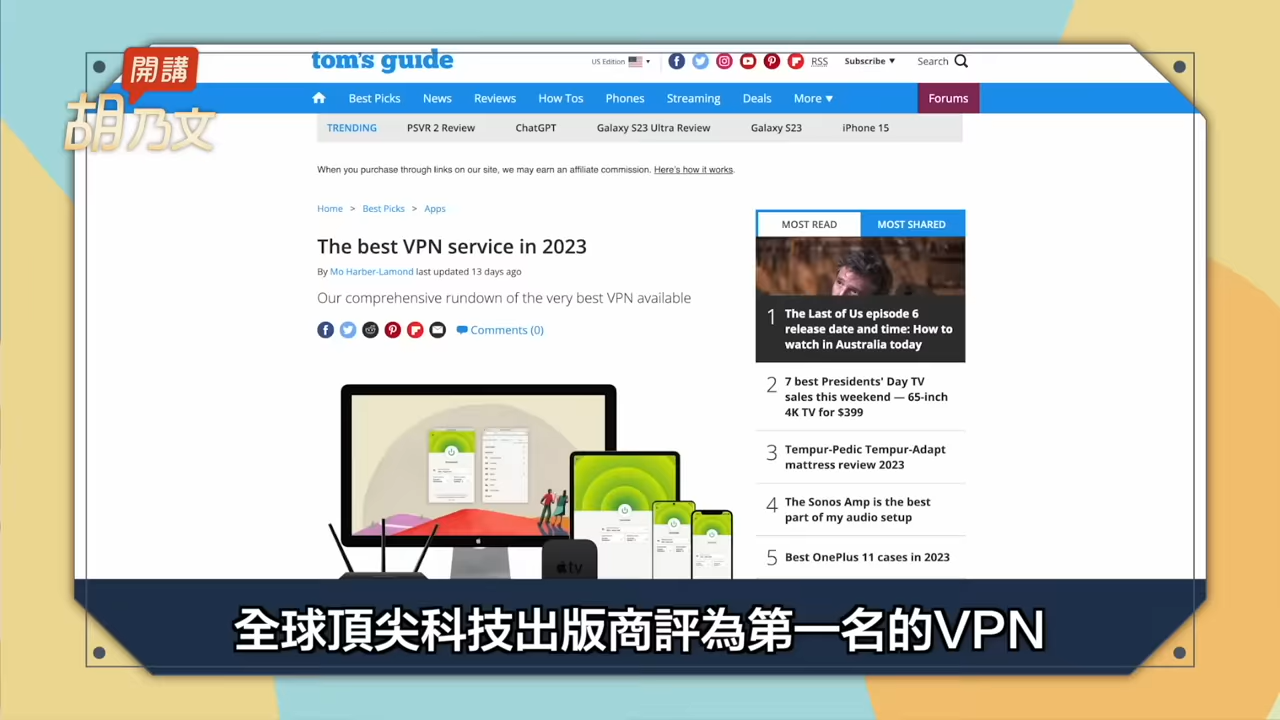 開講
胡乃文
tom's guide
US Edition
RSS
Subscribe
Search
Best Picks
News
Reviews
How Tos
Phones
Streaming
Deals
More
Forums
TRENDING
PSVR 2 Review
ChatGPT
Galaxy S23 Ultra Review
Galaxy S23
iPhone 15
When you purchase through links on our site, we may earn an affiliate commission. Here's how it works.
Home > Best Picks > Apps
The best VPN service in 2023
By Mo Harber-Lamond last updated 13 days ago
Our comprehensive rundown of the very best VPN available
Comments (0)
MOST READ
MOST SHARED
1
The Last of Us episode 6
release date and time: How to
watch in Australia today
2
7 best Presidents' Day TV
sales this weekend — 65-inch
4K TV for $399
3
Tempur-Pedic Tempur-Adapt
mattress review 2023
4
The Sonos Amp is the best
part of my audio setup
5
Best OnePlus 11 cases in 2023
tv
全球頂尖科技出版商評為第一名的VPN